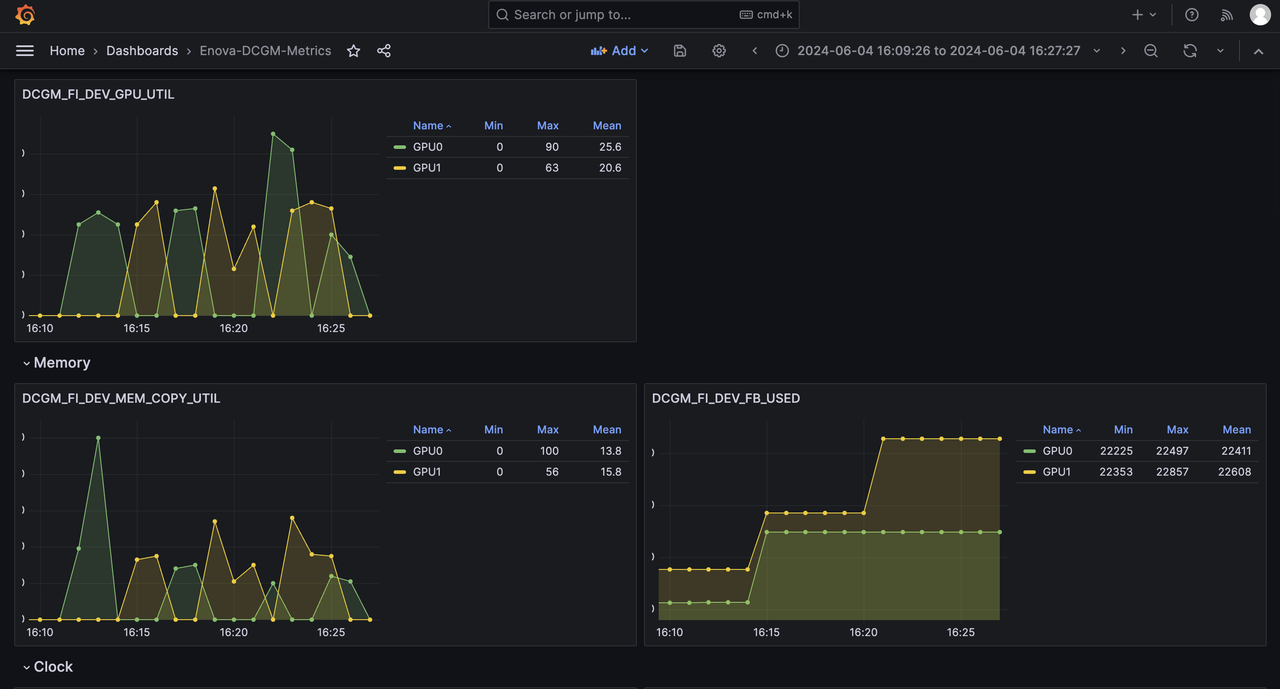 Search or jump to... cmd+k
Home › Dashboards › Enova-DCGM-Metrics Add 2024-06-04 16:09:26 to 2024-06-04 16:27:27
DCGM_FI_DEV_GPU_UTIL
Name Min Max Mean
GPU0 0 90 25.6
GPU1 0 63 20.6
16:10 16:15 16:20 16:25
Memory
DCGM_FI_DEV_MEM_COPY_UTIL
Name Min Max Mean
GPU0 0 100 13.8
GPU1 0 56 15.8
16:10 16:15 16:20 16:25
DCGM_FI_DEV_FB_USED
Name Min Max Mean
GPU0 22225 22497 22411
GPU1 22353 22857 22608
16:10 16:15 16:20 16:25
Clock